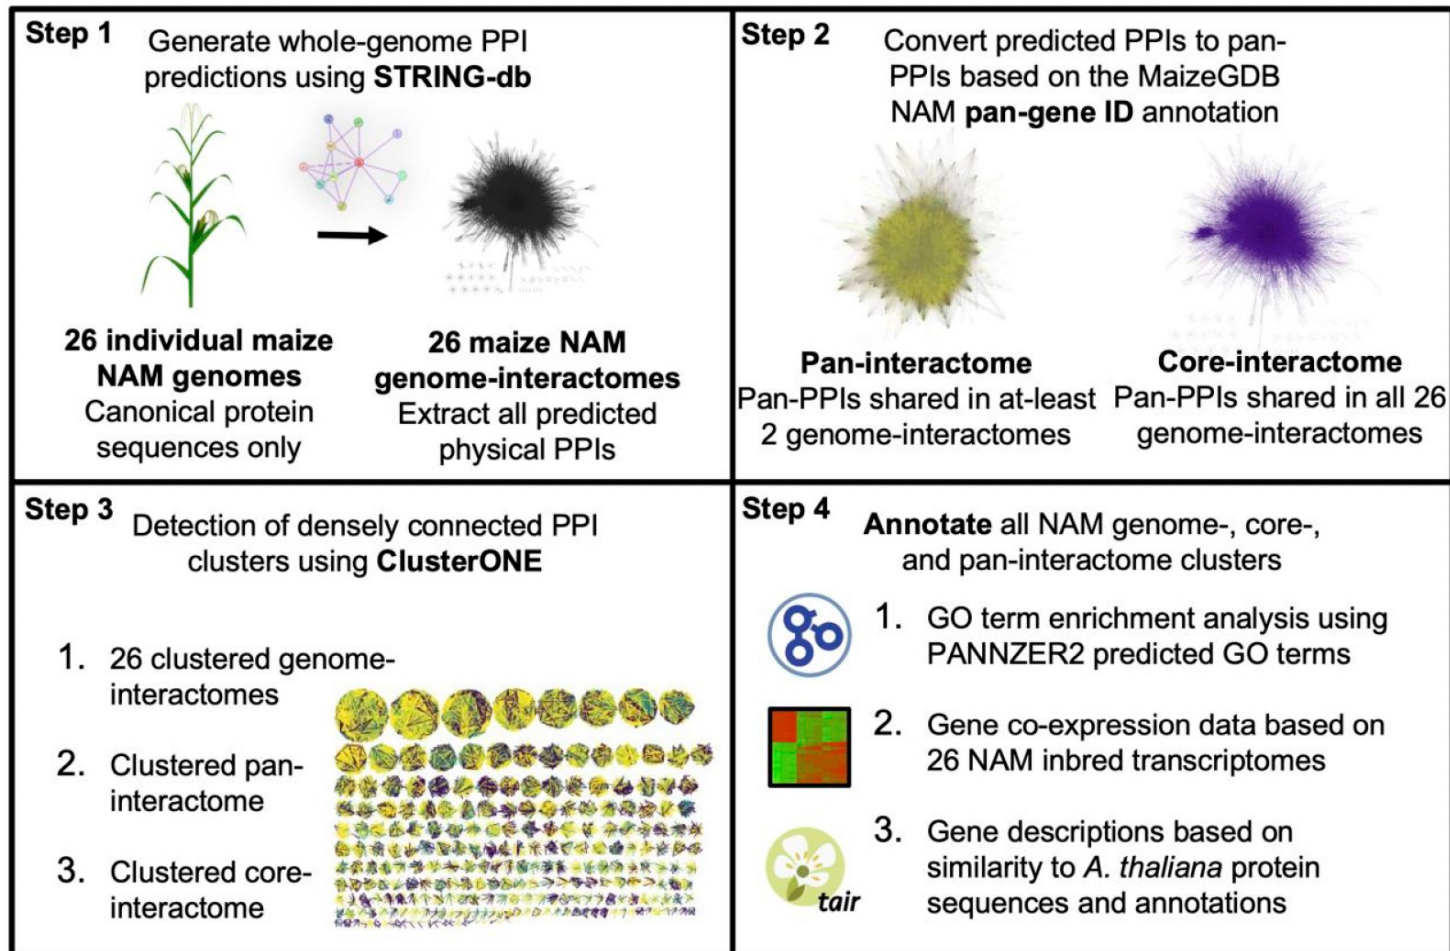 Step 1
Generate whole-genome PPI
predictions using STRING-db
26 individual maize
NAM genomes
Canonical protein
sequences only
26 maize NAM
genome-interactomes
Extract all predicted
physical PPIs
Step 2
Convert predicted PPIs to pan-
PPIs based on the MaizeGDB
NAM pan-gene ID annotation
Pan-interactome
Pan-PPIs shared in at-least
2 genome-interactomes
Core-interactome
Pan-PPIs shared in all 26
genome-interactomes
Step 3
Detection of densely connected PPI
clusters using ClusterONE
1. 26 clustered genome-
interactomes
2. Clustered pan-
interactome
3. Clustered core-
interactome
Step 4
Annotate all NAM genome-, core-,
and pan-interactome clusters
1. GO term enrichment analysis using
PANNZER2 predicted GO terms
2. Gene co-expression data based on
26 NAM inbred transcriptomes
3. Gene descriptions based on
similarity to A. thaliana protein
sequences and annotations
tair